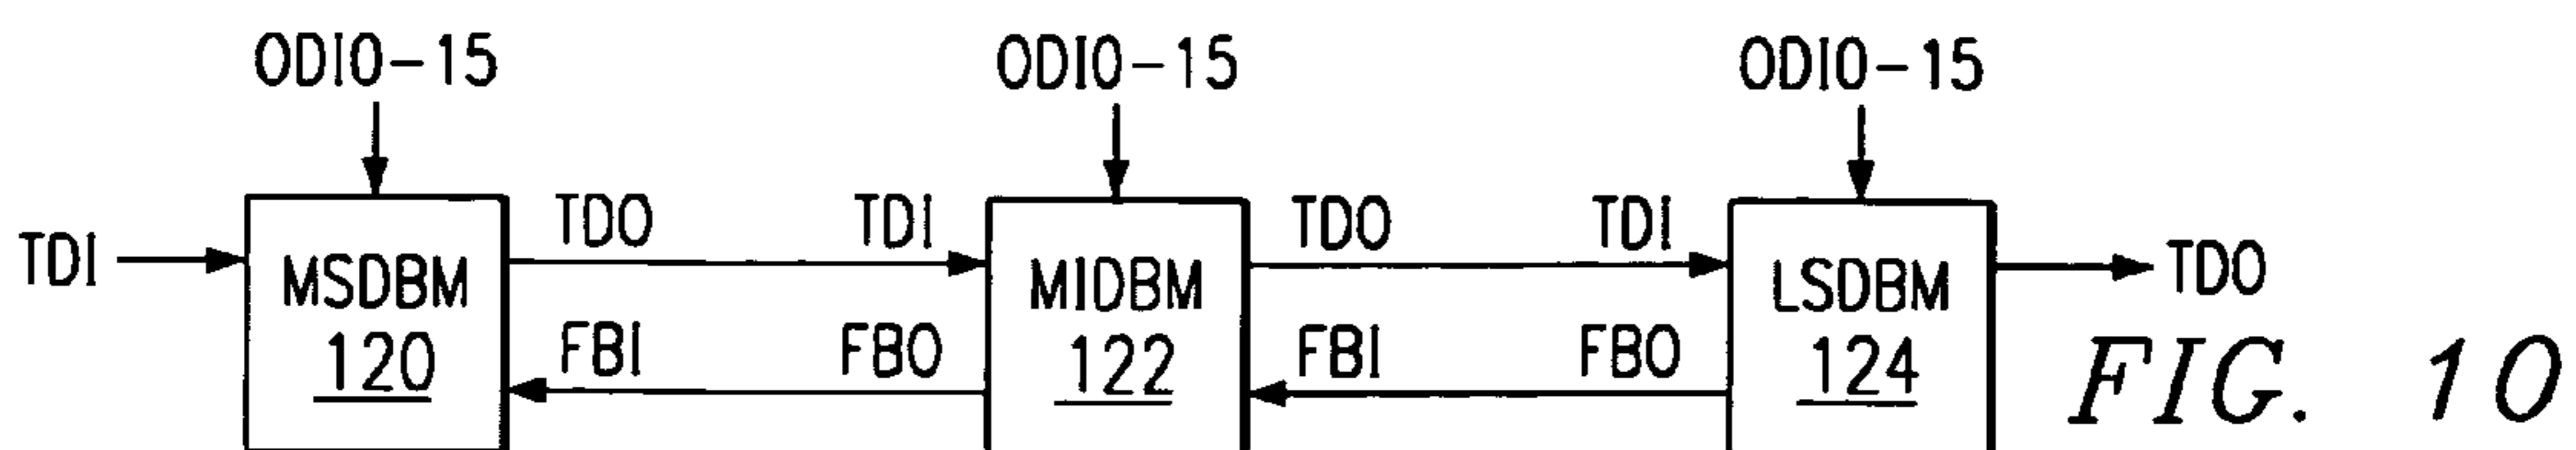 ODI0-15 ODI0-15 ODI0-15
TDI MSDBM TDO TDI MIDBM TDO TDI LSDBM TDO
120 FBI FBO 122 FBI FBO 124
FIG. 10